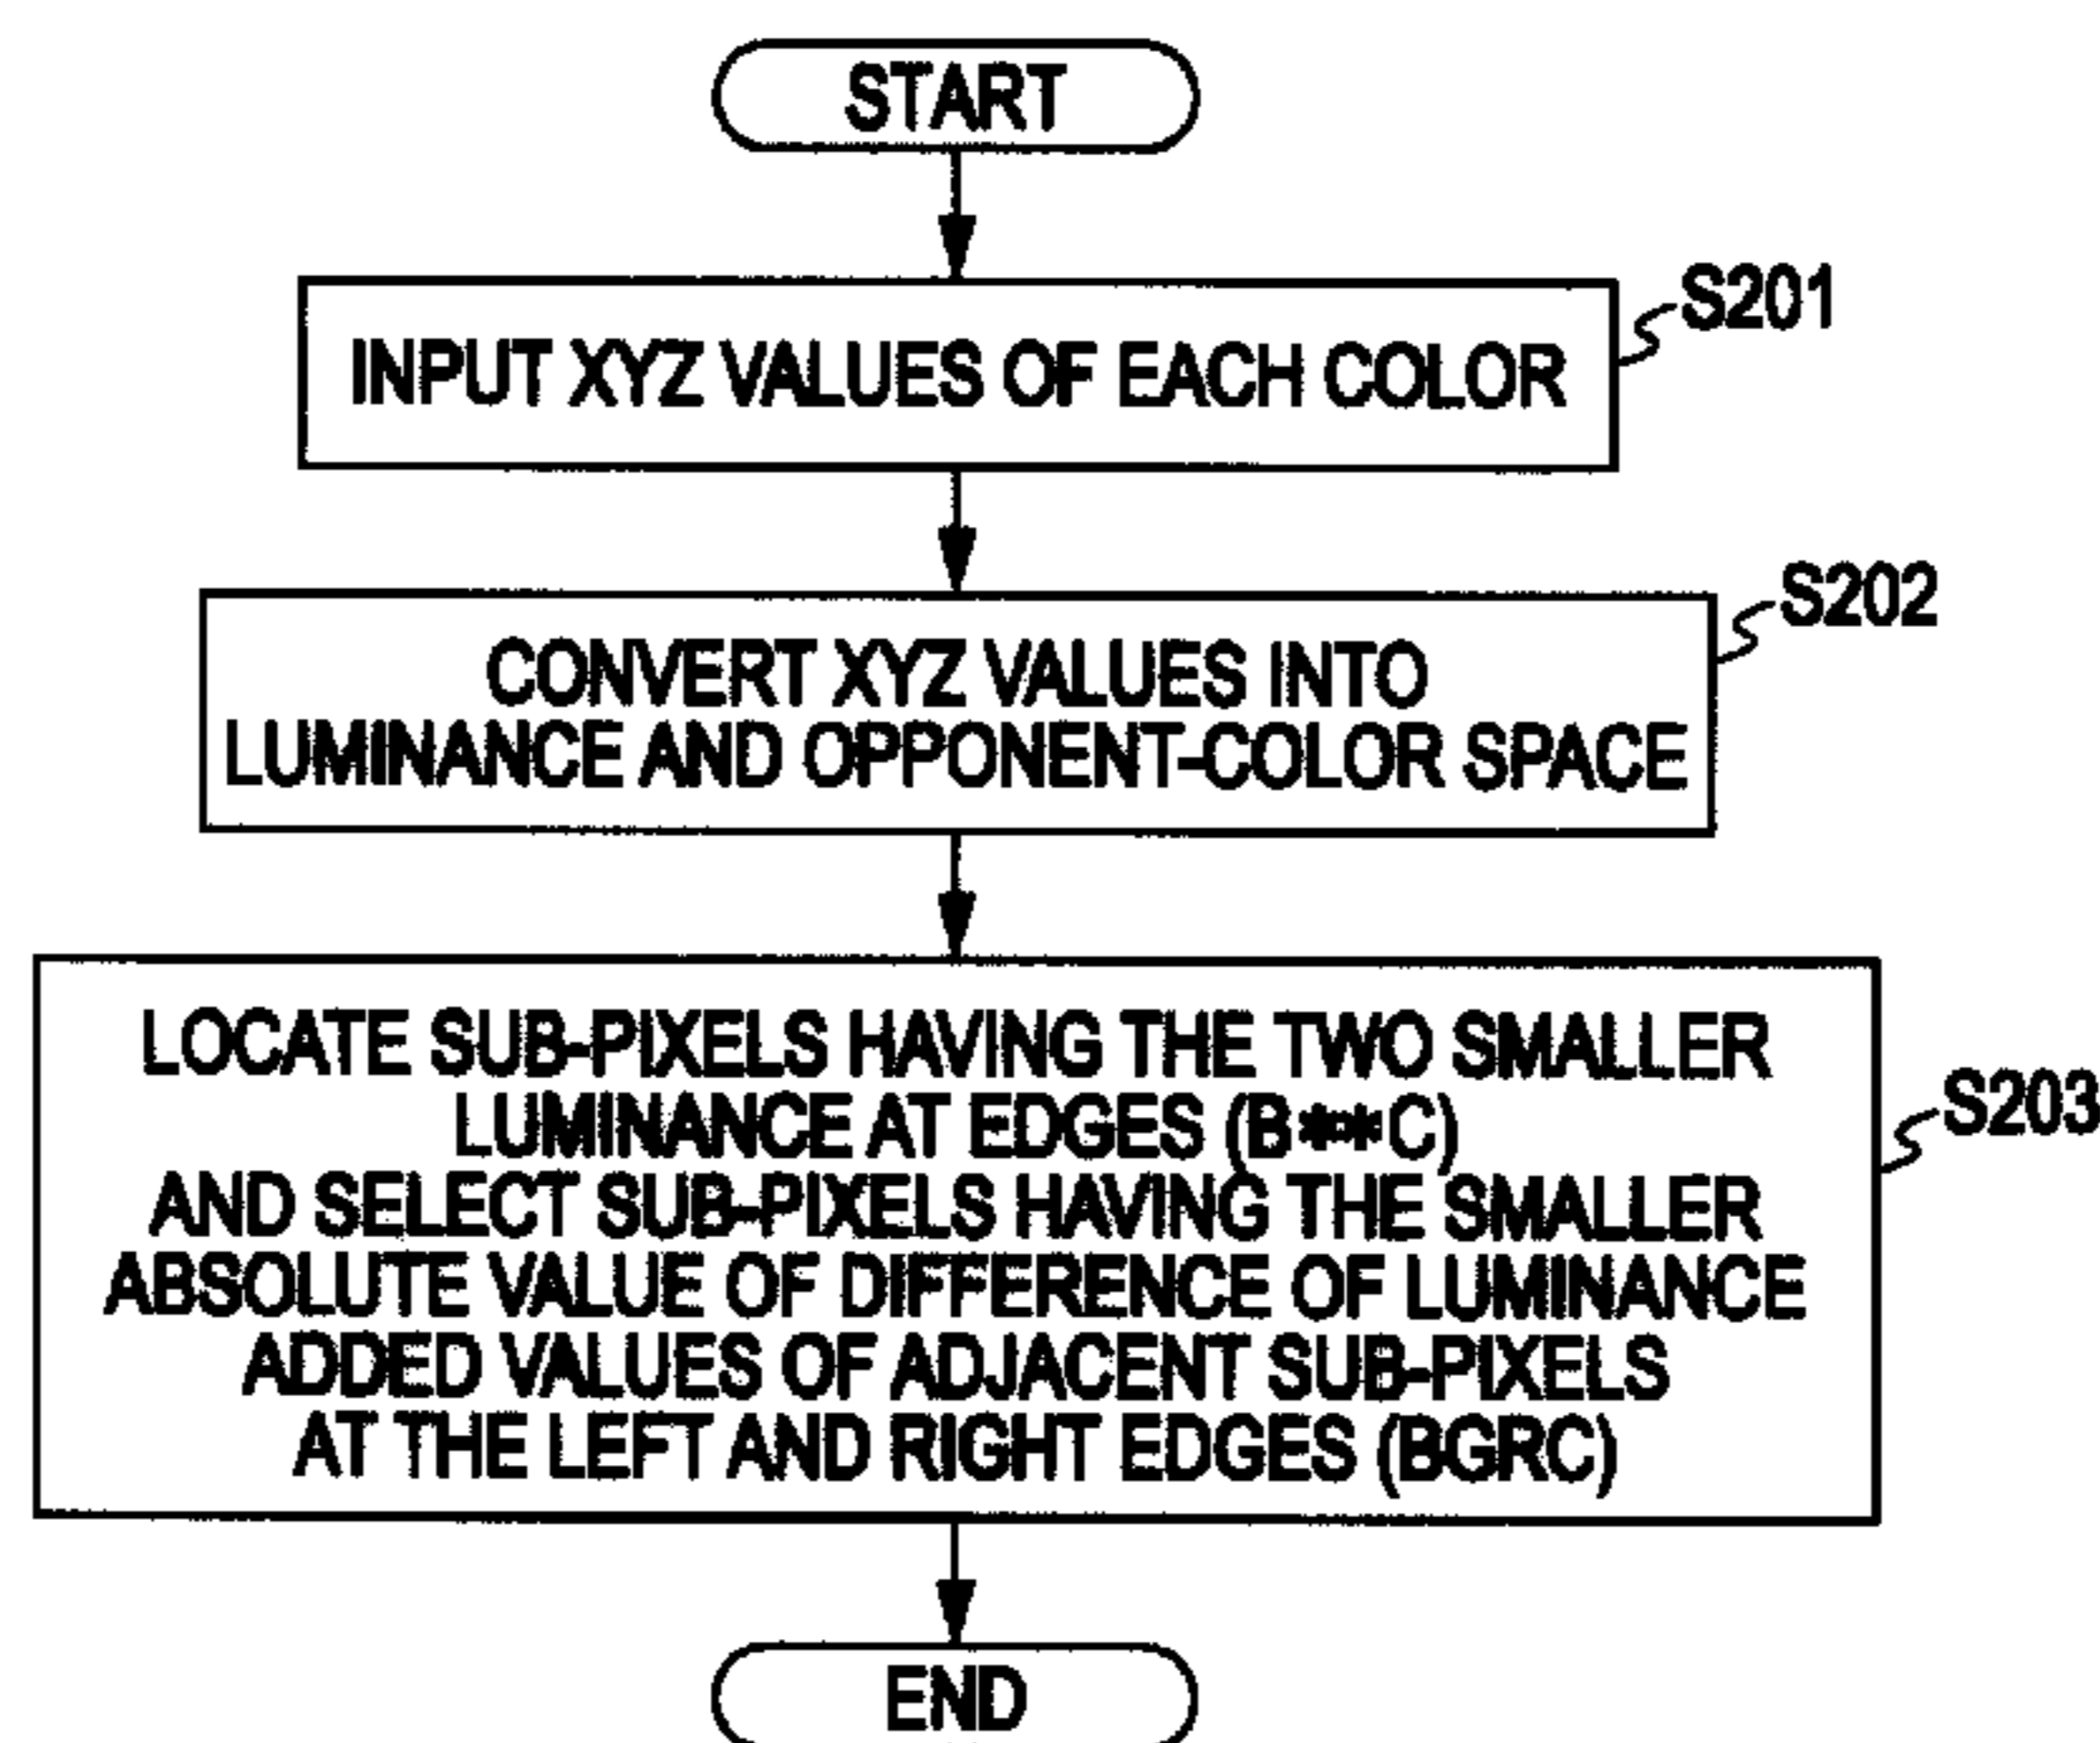 START
S201
INPUT XYZ VALUES OF EACH COLOR
S202
CONVERT XYZ VALUES INTO
LUMINANCE AND OPPONENT-COLOR SPACE
S203
LOCATE SUB-PIXELS HAVING THE TWO SMALLER
LUMINANCE AT EDGES (B**C)
AND SELECT SUB-PIXELS HAVING THE SMALLER
ABSOLUTE VALUE OF DIFFERENCE OF LUMINANCE
ADDED VALUES OF ADJACENT SUB-PIXELS
AT THE LEFT AND RIGHT EDGES (BGRC)
END